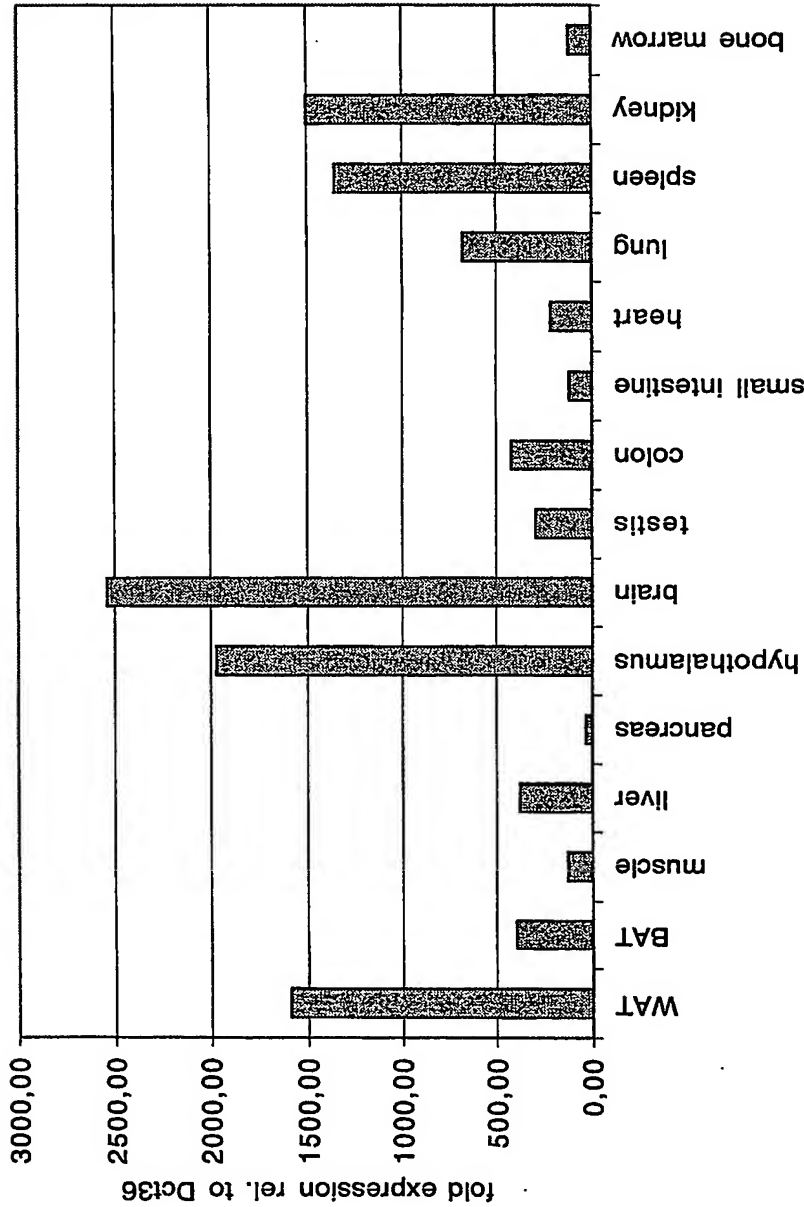 fold expression rel. to Dct36
3000,00
2500,00
2000,00
1500,00
1000,00
500,00
0,00
WAT
BAT
muscle
liver
pancreas
hypothalamus
brain
testis
colon
small intestine
heart
lung
spleen
kidney
bone marrow